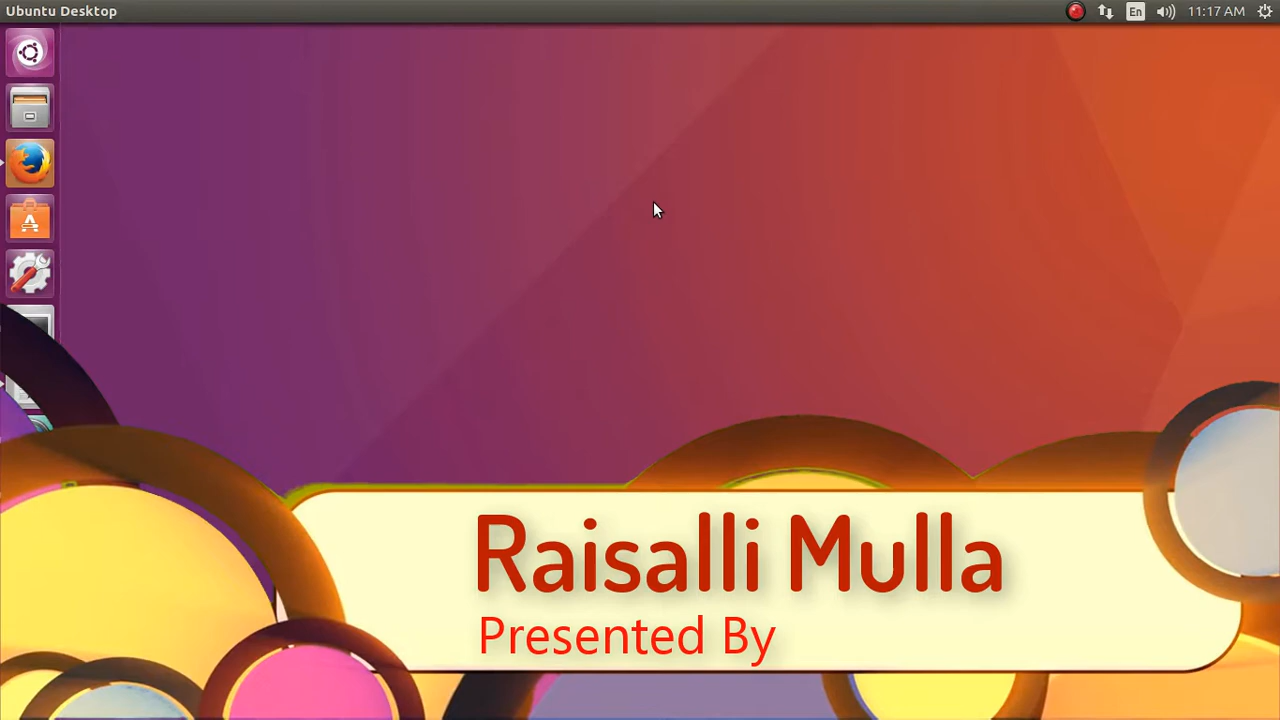 Ubuntu Desktop
En
11:17 AM
Raisalli Mulla
Presented By